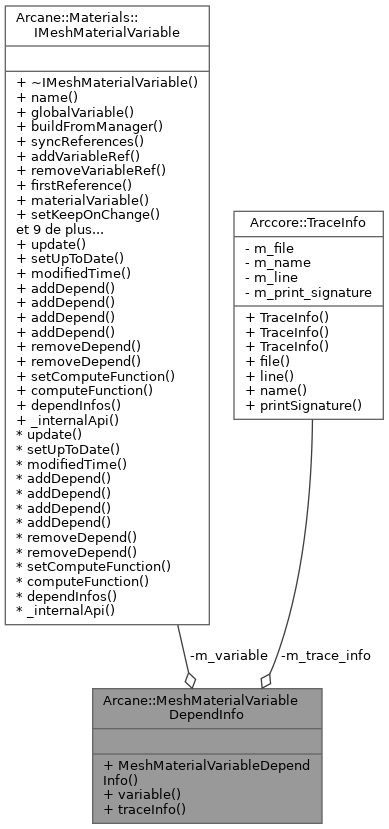 Arcane::Materials::
IMeshMaterialVariable
+ ~IMeshMaterialVariable()
+ name()
+ globalVariable()
+ buildFromManager()
+ syncReferences()
+ addVariableRef()
+ removeVariableRef()
+ firstReference()
+ materialVariable()
+ setKeepOnChange()
et 9 de plus...
+ update()
+ setUpToDate()
+ modifiedTime()
+ addDepend()
+ addDepend()
+ addDepend()
+ addDepend()
+ removeDepend()
+ removeDepend()
+ setComputeFunction()
+ computeFunction()
+ dependInfos()
+ _internalApi()
* update()
* setUpToDate()
* modifiedTime()
* addDepend()
* addDepend()
* addDepend()
* addDepend()
* removeDepend()
* removeDepend()
* setComputeFunction()
* computeFunction()
* dependInfos()
* _internalApi()
Arccore::TraceInfo
- m_file
- m_name
- m_line
- m_print_signature
+ TraceInfo()
+ TraceInfo()
+ TraceInfo()
+ file()
+ line()
+ name()
+ printSignature()
-m_variable
-m_trace_info
Arcane::MeshMaterialVariable
DependInfo
+ MeshMaterialVariableDepend
Info()
+ variable()
+ traceInfo()